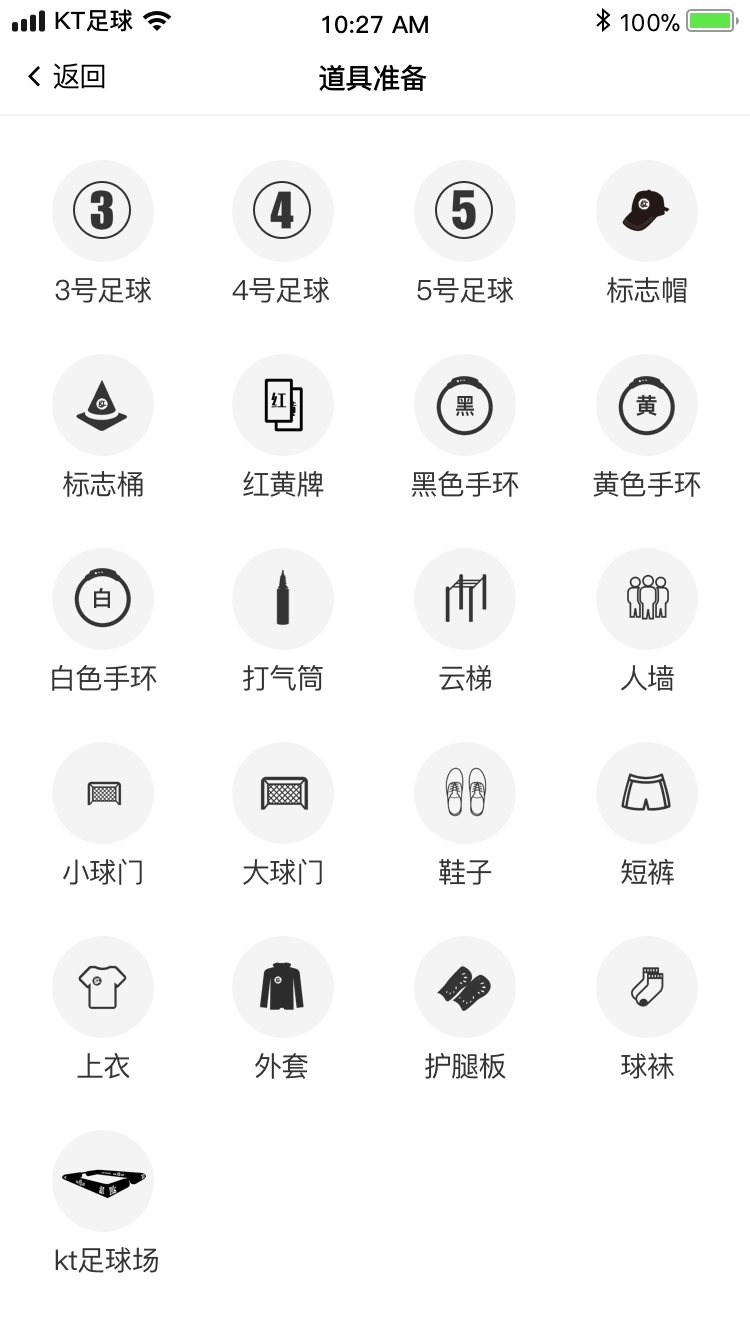 KT足球 10:27 AM 100%
返回 道具准备
3 4 5
3号足球 4号足球 5号足球 标志帽
红 黑 黄
标志桶 红黄牌 黑色手环 黄色手环
白
白色手环 打气筒 云梯 人墙
小球门 大球门 鞋子 短裤
上衣 外套 护腿板 球袜
kt足球场